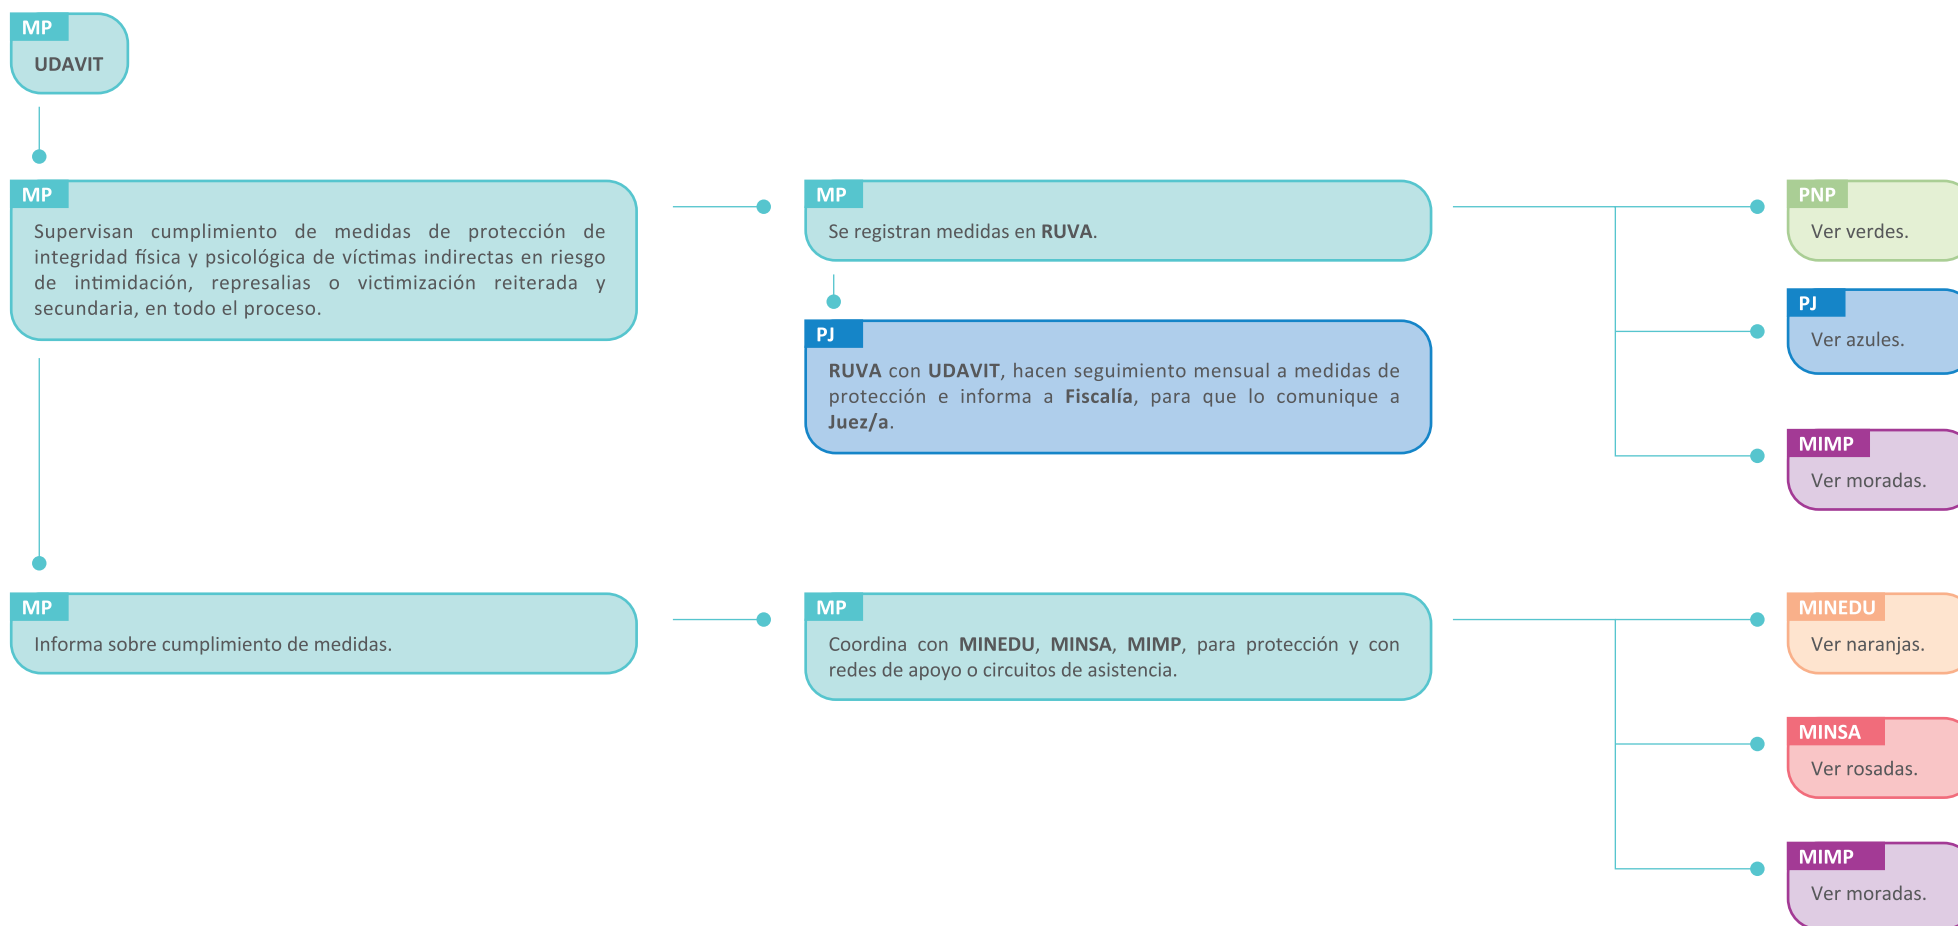 MP
UDAVIT
MP
Supervisan cumplimiento de medidas de protección de
integridad física y psicológica de víctimas indirectas en riesgo
de intimidación, represalias o victimización reiterada y
secundaria, en todo el proceso.
MP
Se registran medidas en RUVA.
PJ
RUVA con UDAVIT, hacen seguimiento mensual a medidas de
protección e informa a Fiscalía, para que lo comunique a
Juez/a.
PNP
Ver verdes.
PJ
Ver azules.
MIMP
Ver moradas.
MP
Informa sobre cumplimiento de medidas.
MP
Coordina con MINEDU, MINSA, MIMP, para protección y con
redes de apoyo o circuitos de asistencia.
MINEDU
Ver naranjas.
MINSA
Ver rosadas.
MIMP
Ver moradas.